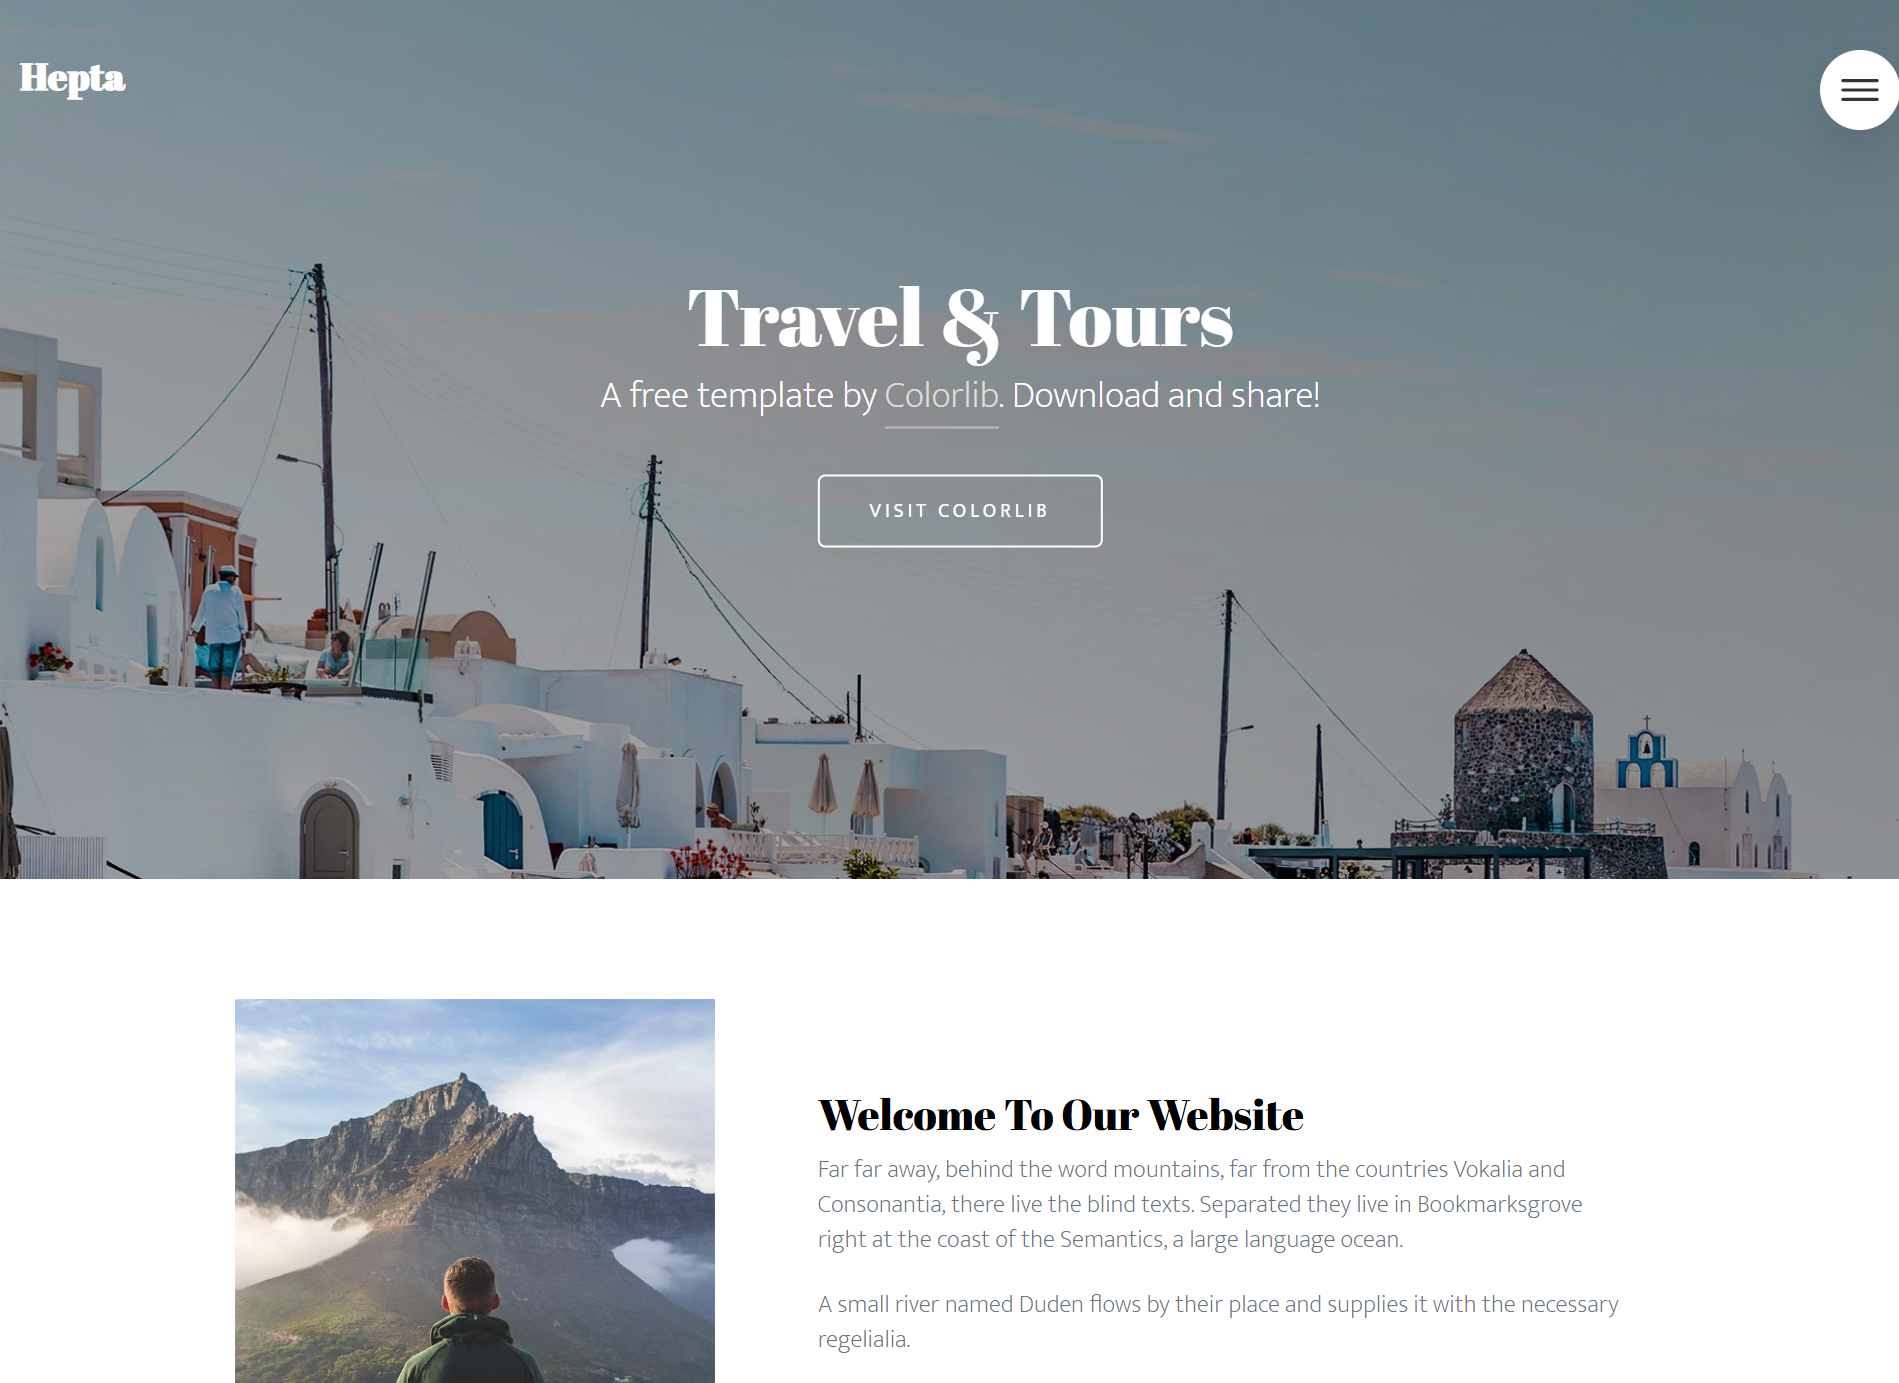 Hepta
Travel & Tours
A free template by Colorlib. Download and share!
VISIT COLORLIB
Welcome To Our Website
Far far away, behind the word mountains, far from the countries Vokalia and
Consonantia, there live the blind texts. Separated they live in Bookmarksgrove
right at the coast of the Semantics, a large language ocean.
A small river named Duden flows by their place and supplies it with the necessary
regelialia.